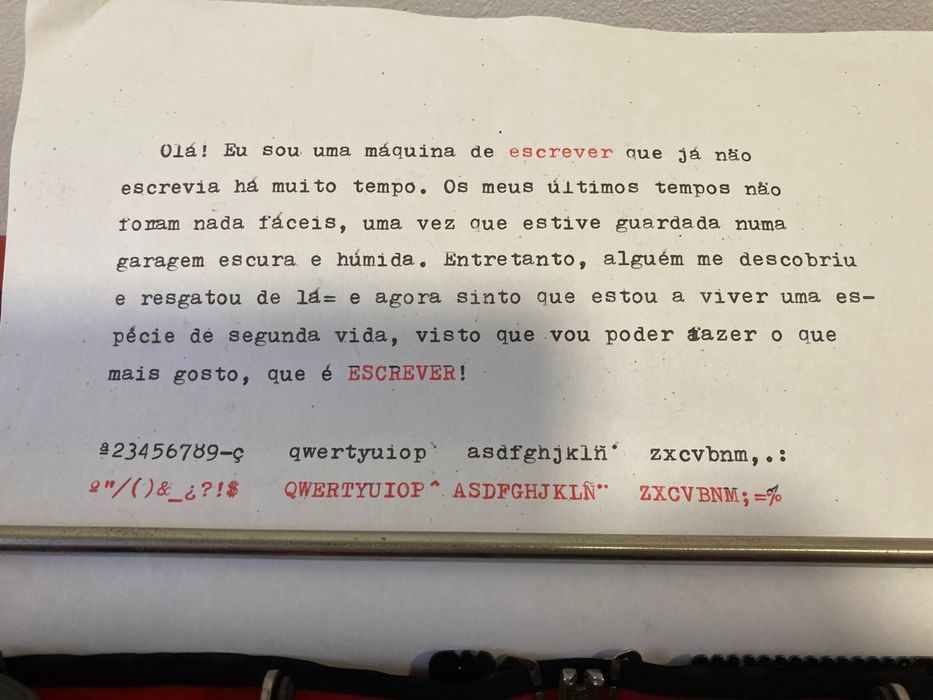 Olá! Eu sou uma máquina de escrever que já não
escrevia há muito tempo. Os meus últimos tempos não
foram nada fáceis, uma vez que estive guardada numa
garagem escura e húmida. Entretanto, alguém me descobriu
e resgatou de lá= e agora sinto que estou a viver uma es-
pécie de segunda vida, visto que vou poder fazer o que
mais gosto, que é ESCREVER!
ª23456789-ç qwertyuiop` asdfghjklñ´ zxcvbnm,.:
º"/()&_¿?!$ QWERTYUIOP^ ASDFGHJKLÑ¨ ZXCVBNM;=%